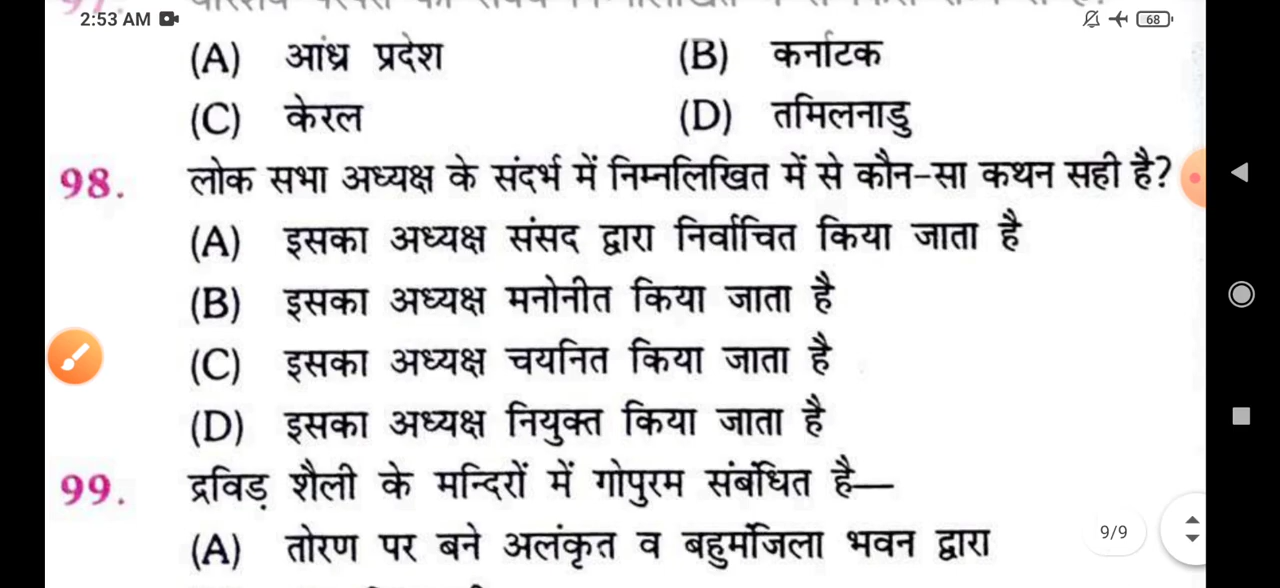 2:53 AM
68
97.
(A) आंध्र प्रदेश (B) कर्नाटक
(C) केरल (D) तमिलनाडु
98. लोक सभा अध्यक्ष के संदर्भ में निम्नलिखित में से कौन-सा कथन सही है?
(A) इसका अध्यक्ष संसद द्वारा निर्वाचित किया जाता है
(B) इसका अध्यक्ष मनोनीत किया जाता है
(C) इसका अध्यक्ष चयनित किया जाता है
(D) इसका अध्यक्ष नियुक्त किया जाता है
99. द्रविड़ शैली के मन्दिरों में गोपुरम संबंधित है—
(A) तोरण पर बने अलंकृत व बहुमंजिला भवन द्वारा
9/9